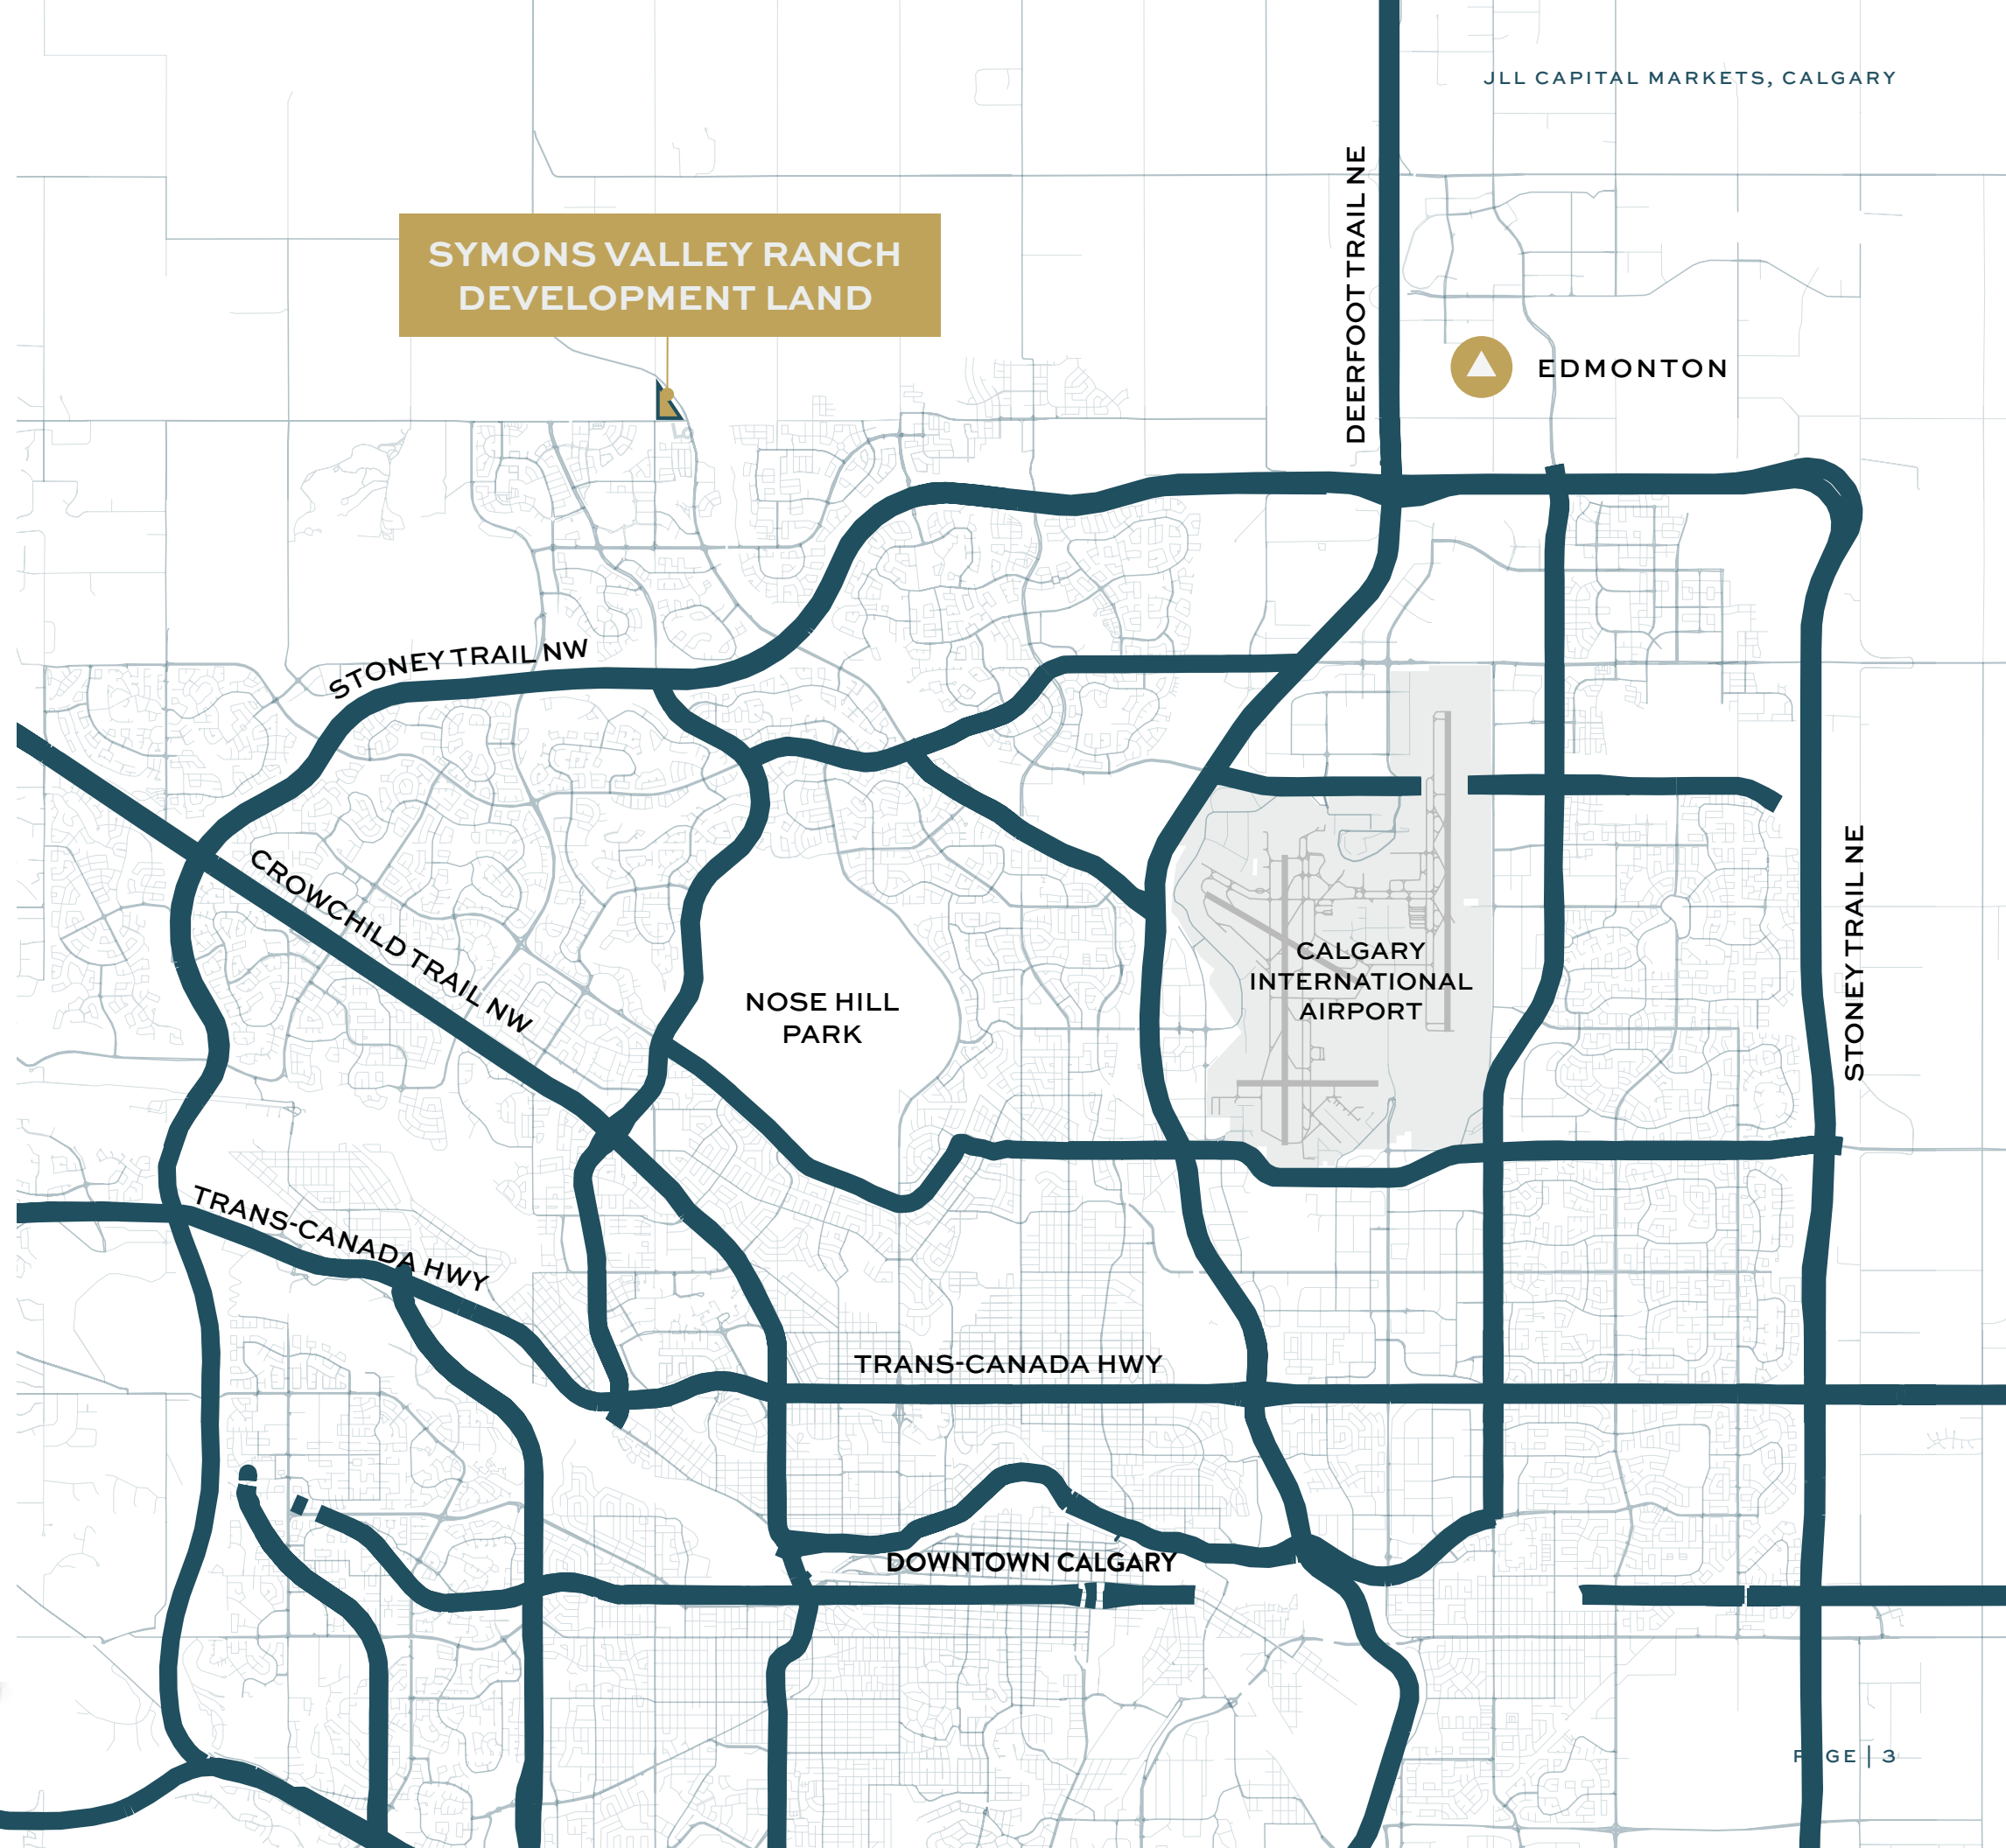 JLL CAPITAL MARKETS, CALGARY
DEERFOOT TRAIL NE
SYMONS VALLEY RANCH
DEVELOPMENT LAND
EDMONTON
STONEY TRAIL NW
CROWCHILD TRAIL NW
STONEY TRAIL NE
CALGARY
INTERNATIONAL
AIRPORT
NOSE HILL
PARK
TRANS-CANADA HWY
TRANS-CANADA HWY
DOWNTOWN CALGARY
PAGE | 3